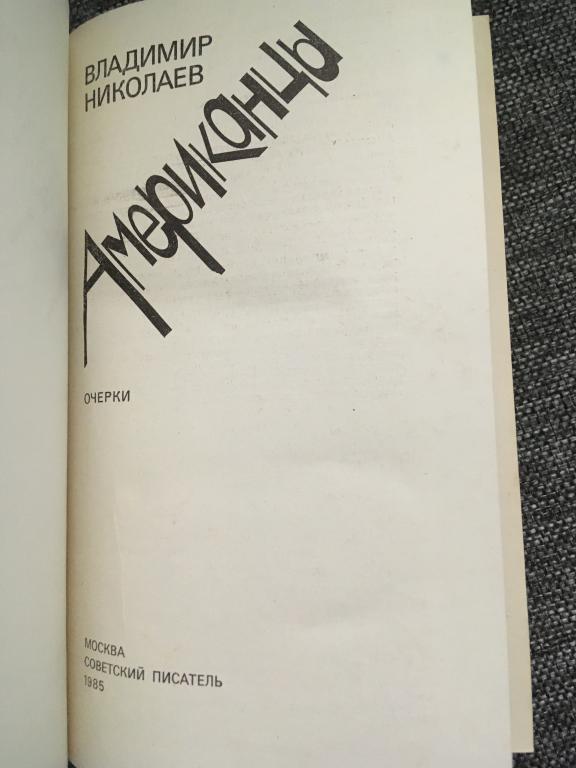 ВЛАДИМИР
НИКОЛАЕВ
Американцы
ОЧЕРКИ
МОСКВА
СОВЕТСКИЙ ПИСАТЕЛЬ
1985